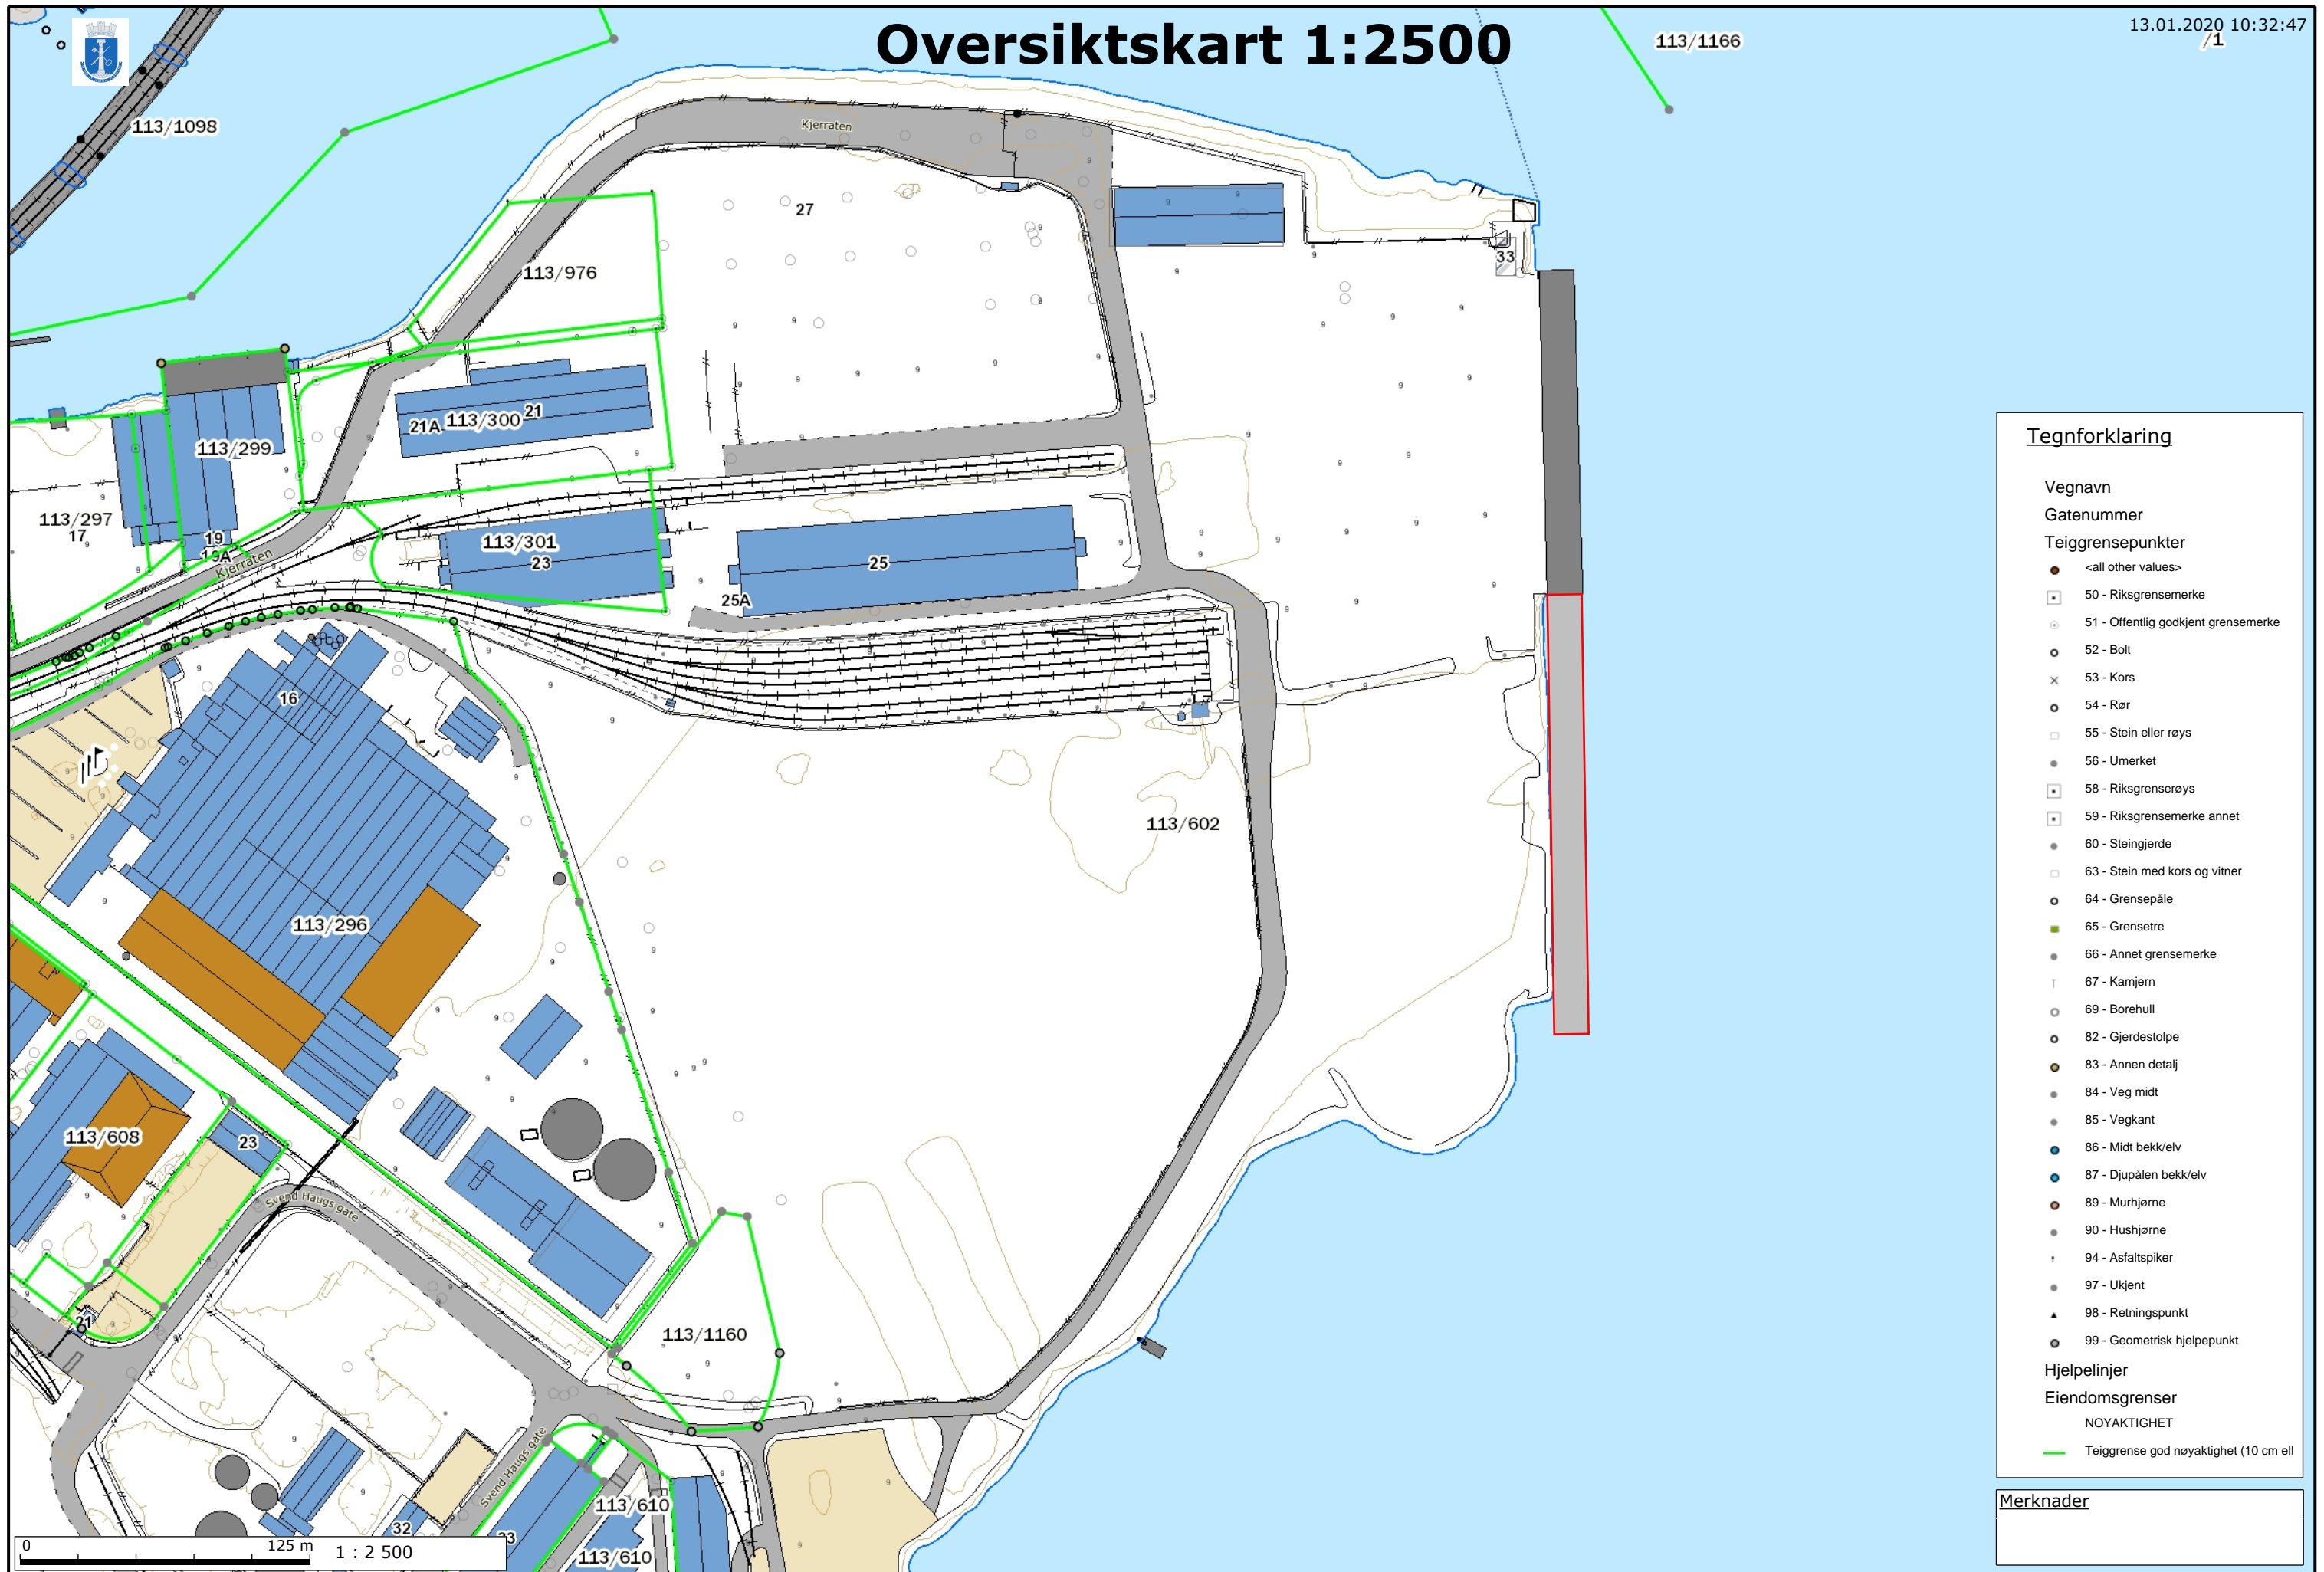 Oversiktskart 1:2500
13.01.2020 10:32:47
/1
113/1166
113/1098
Kjerraten
27
33
113/976
21
21A
113/300
113/299
113/297
17
19
19A
Kjerraten
113/301
23
25
25A
16
113/602
113/296
113/608
23
Svend Haugs gate
21
113/1160
Svend Haugs gate
113/610
32
23
113/610
0
125 m
1 : 2 500
Tegnforklaring
Vegnavn
Gatenummer
Teiggrensepunkter
<all other values>
50 - Riksgrensemerke
51 - Offentlig godkjent grensemerke
52 - Bolt
53 - Kors
54 - Rør
55 - Stein eller røys
56 - Umerket
58 - Riksgrenserøys
59 - Riksgrensemerke annet
60 - Steingjerde
63 - Stein med kors og vitner
64 - Grensepåle
65 - Grensetre
66 - Annet grensemerke
67 - Kamjern
69 - Borehull
82 - Gjerdestolpe
83 - Annen detalj
84 - Veg midt
85 - Vegkant
86 - Midt bekk/elv
87 - Djupålen bekk/elv
89 - Murhjørne
90 - Hushjørne
94 - Asfaltspiker
97 - Ukjent
98 - Retningspunkt
99 - Geometrisk hjelpepunkt
Hjelpelinjer
Eiendomsgrenser
NOYAKTIGHET
Teiggrense god nøyaktighet (10 cm ell
Merknader